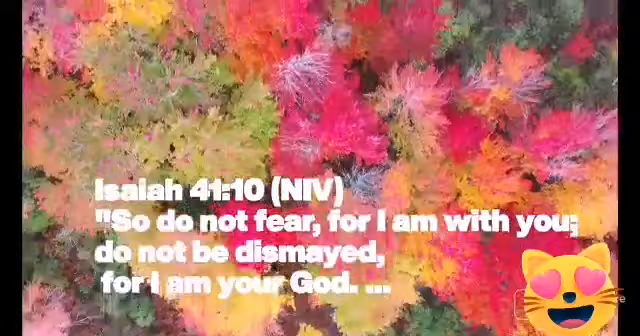 Isaiah 41:10 (NIV)
"So do not fear, for I am with you;
do not be dismayed,
for I am your God. ...